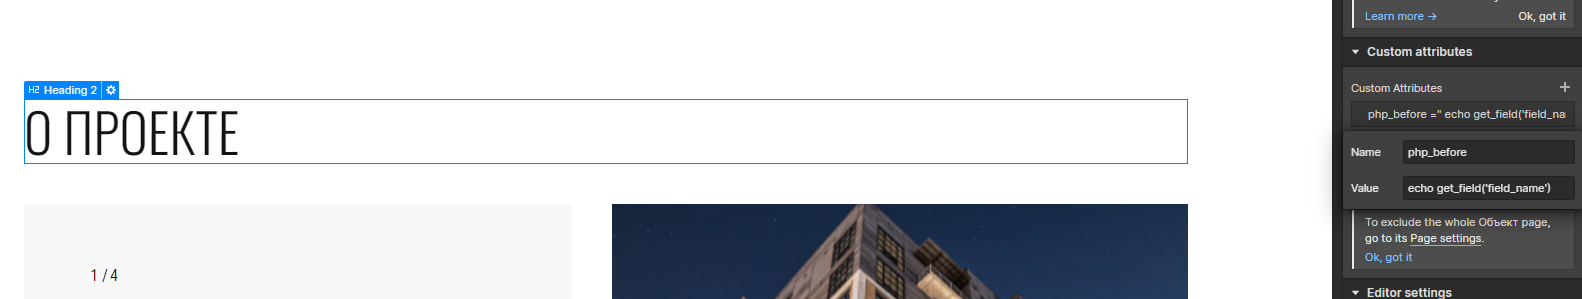 Learn more → Ok, got it
Custom attributes
H2 Heading 2
Custom Attributes
php_before =" echo get_field('field_na
О ПРОЕКТЕ
Name php_before
Value echo get_field('field_name')
To exclude the whole Объект page,
go to its Page settings.
Ok, got it
1 / 4
Editor settings